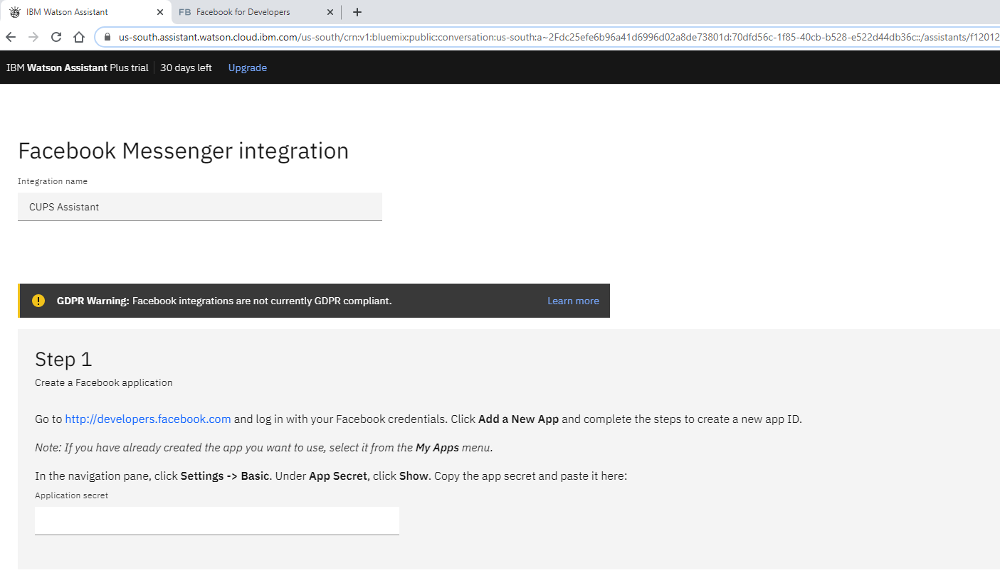 IBM Watson Assistant
FB Facebook for Developers
us-south.assistant.watson.cloud.ibm.com/us-south/crn:v1:bluemix:public:conversation:us-south:a~2Fdc25efe6b96a41d6996d02a8de73801d:70dfd56c-1f85-40cb-b528-e522d44db36c::/assistants/f12012
IBM Watson Assistant Plus trial 30 days left Upgrade
Facebook Messenger integration
Integration name
CUPS Assistant
GDPR Warning: Facebook integrations are not currently GDPR compliant. Learn more
Step 1
Create a Facebook application
Go to http://developers.facebook.com and log in with your Facebook credentials. Click Add a New App and complete the steps to create a new app ID.
Note: If you have already created the app you want to use, select it from the My Apps menu.
In the navigation pane, click Settings -> Basic. Under App Secret, click Show. Copy the app secret and paste it here:
Application secret